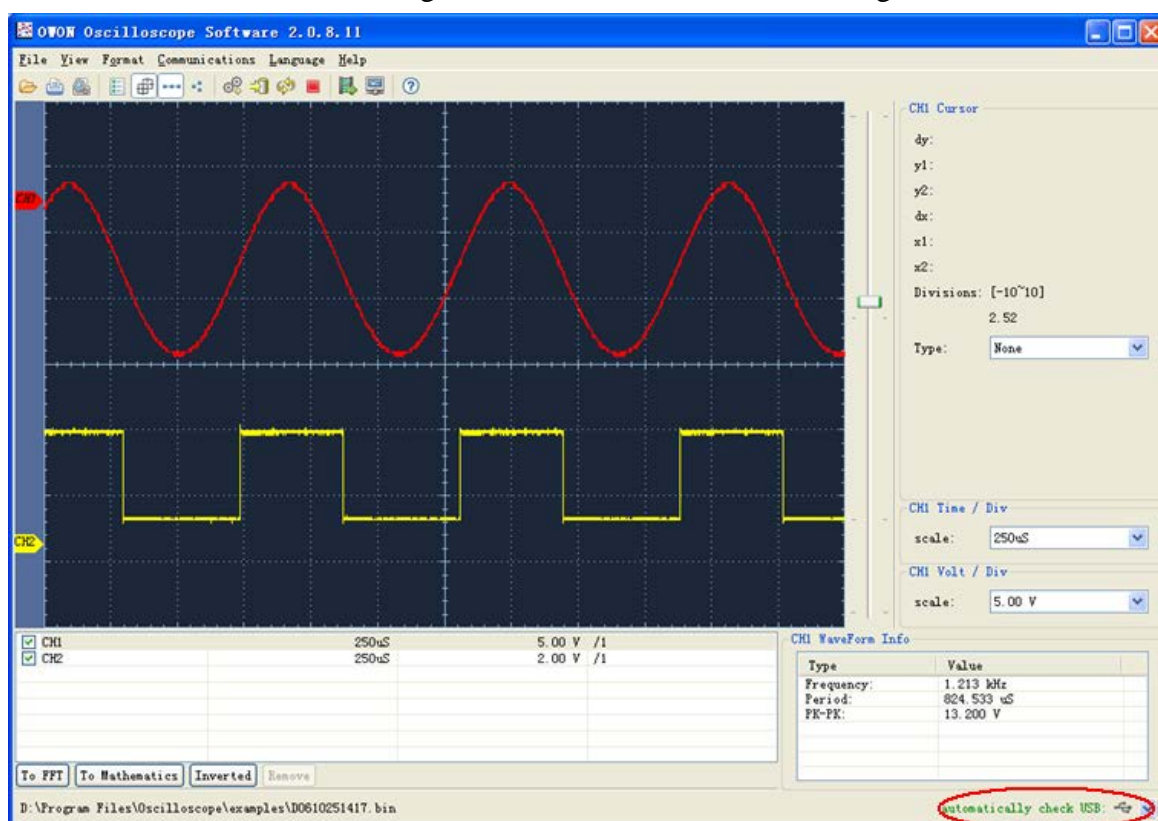 OWON Oscilloscope Software 2.0.8.11
File View Format Communications Language Help
CH1 Cursor
dy:
y1:
y2:
dx:
x1:
x2:
Divisions: [-10~10]
2.52
Type: None
CH1
CH2
CH1 Time / Div
scale: 250uS
CH1 Volt / Div
scale: 5.00 V
CH1 250uS 5.00 V /1
CH2 250uS 2.00 V /1
CH1 WaveForm Info
Type Value
Frequency: 1.213 kHz
Period: 824.533 uS
PK-PK: 13.200 V
To FFT To Mathematics Inverted Remove
D:\Program Files\Oscilloscope\examples\D0610251417.bin
automatically check USB: